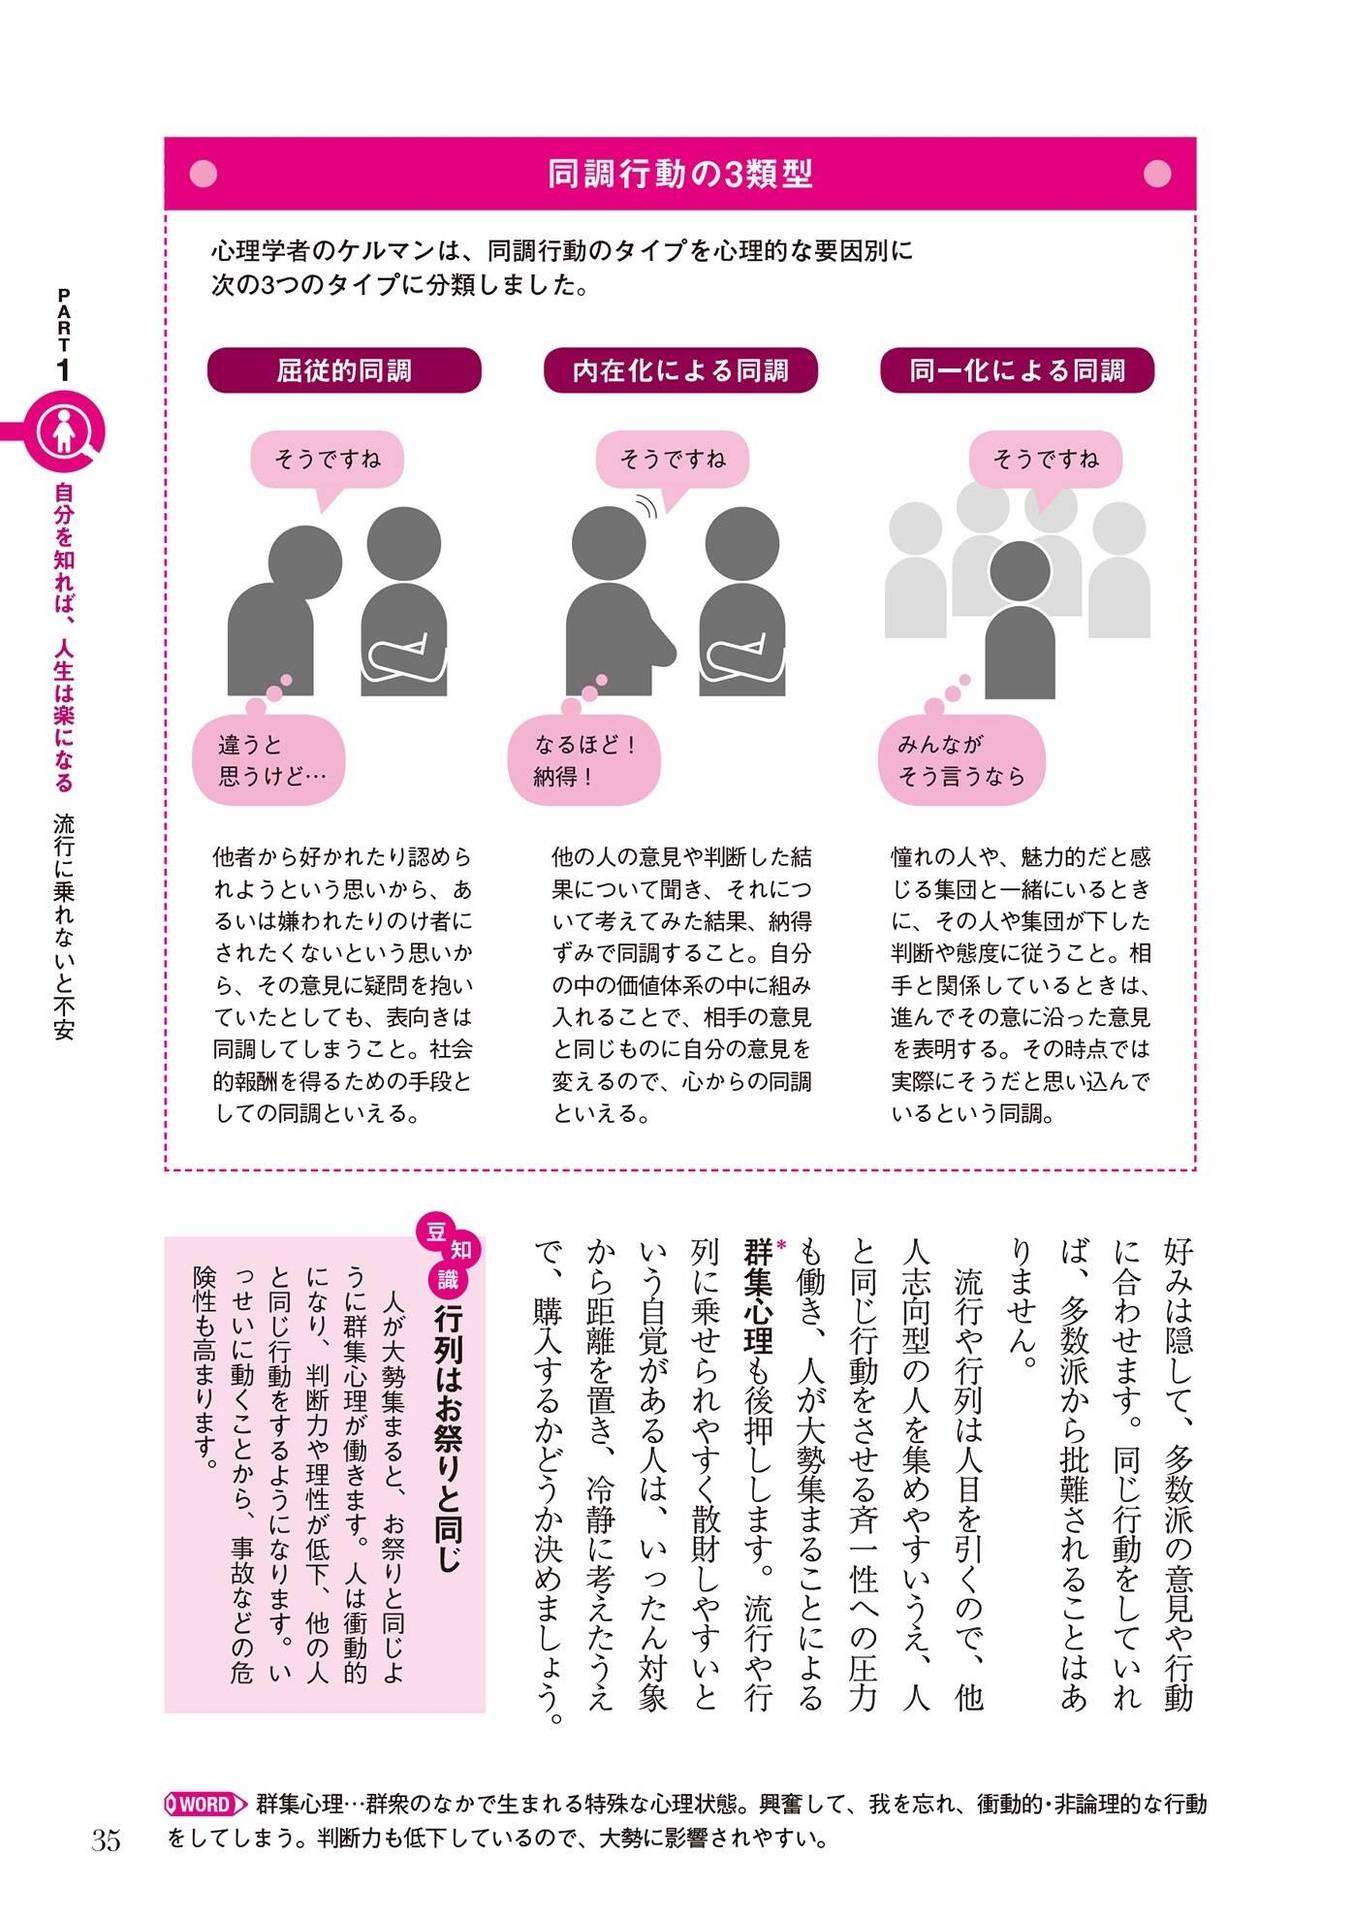 同調行動の3類型
心理学者のケルマンは、同調行動のタイプを心理的な要因別に
次の3つのタイプに分類しました。
屈従的同調
そうですね
違うと
思うけど…
他者から好かれたり認めら
れようという思いから、あ
るいは嫌われたりのけ者に
されたくないという思いか
ら、その意見に疑問を抱い
ていたとしても、表向きは
同調してしまうこと。社会
的報酬を得るための手段と
しての同調といえる。
内在化による同調
そうですね
なるほど！
納得！
他の人の意見や判断した結
果について聞き、それにつ
いて考えてみた結果、納得
ずみで同調すること。自分
の中の価値体系の中に組み
入れることで、相手の意見
と同じものに自分の意見を
変えるので、心からの同調
といえる。
同一化による同調
そうですね
みんなが
そう言うなら
憧れの人や、魅力的だと感
じる集団と一緒にいるとき
に、その人や集団が下した
判断や態度に従うこと。相
手と関係しているときは、
進んでその意に沿った意見
を表明する。その時点では
実際にそうだと思い込んで
いるという同調。
PART 1
自分を知れば、人生は楽になる 流行に乗れないと不安
好みは隠して、多数派の意見や行動
に合わせます。同じ行動をしていれ
ば、多数派から批難されることはあ
りません。
流行や行列は人目を引くので、他
人志向型の人を集めやすいうえ、人
と同じ行動をさせる斉一性への圧力
も働き、人が大勢集まることによる
群集心理*も後押しします。流行や行
列に乗せられやすく散財しやすいと
いう自覚がある人は、いったん対象
から距離を置き、冷静に考えたうえ
で、購入するかどうか決めましょう。
豆知識
行列はお祭りと同じ
人が大勢集まると、お祭りと同じよ
うに群集心理が働きます。人は衝動的
になり、判断力や理性が低下、他の人
と同じ行動をするようになります。い
っせいに動くことから、事故などの危
険性も高まります。
WORD 群集心理…群衆のなかで生まれる特殊な心理状態。興奮して、我を忘れ、衝動的・非論理的な行動
をしてしまう。判断力も低下しているので、大勢に影響されやすい。
35